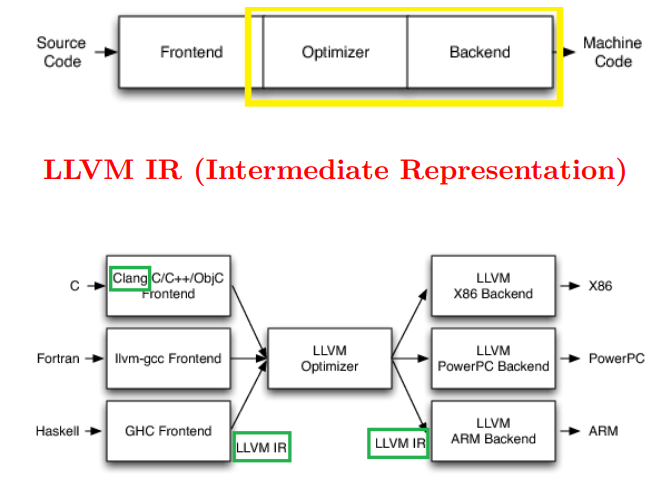 Source
Code
Frontend
Optimizer
Backend
Machine
Code
LLVM IR (Intermediate Representation)
C
Clang C/C++/ObjC
Frontend
LLVM
X86 Backend
X86
Fortran
llvm-gcc Frontend
LLVM
Optimizer
LLVM
PowerPC Backend
PowerPC
Haskell
GHC Frontend
LLVM IR
LLVM IR
LLVM
ARM Backend
ARM